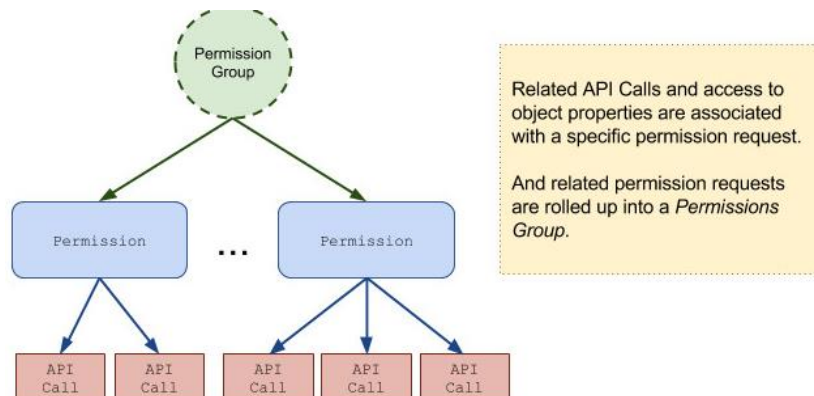 Permission
Group
Related API Calls and access to
object properties are associated
with a specific permission request.
And related permission requests
are rolled up into a Permissions
Group.
Permission
...
Permission
API
Call
API
Call
API
Call
API
Call
API
Call